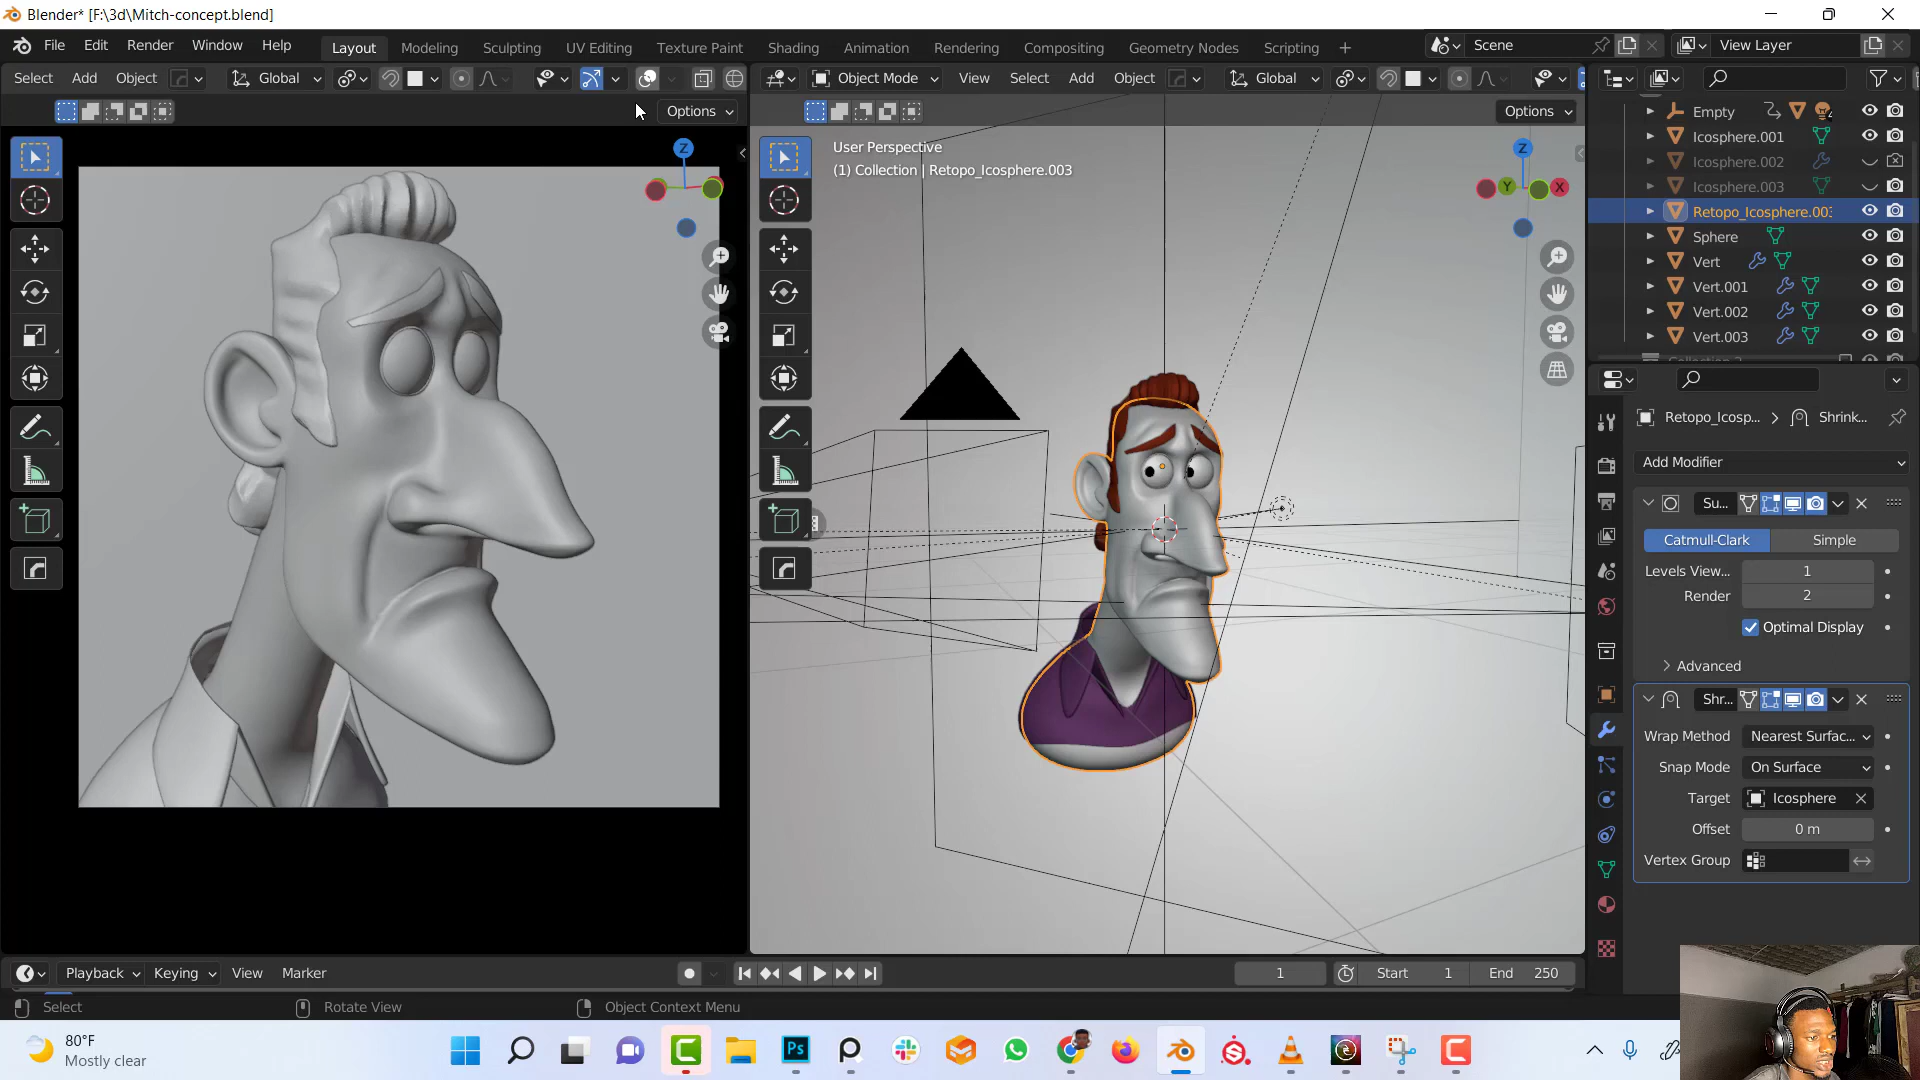 Blender* [F:\3d\Mitch-concept.blend]
File Edit Render Window Help Layout Modeling Sculpting UV Editing Texture Paint Shading Animation Rendering Compositing Geometry Nodes Scripting + Scene View Layer
Select Add Object Global Object Mode View Select Add Object Global
Options Options
User Perspective
(1) Collection | Retopo_Icosphere.003
Z
Z
Y
X
Empty
Icosphere.001
Icosphere.002
Icosphere.003
Retopo_Icosphere.003
Sphere
Vert
Vert.001
Vert.002
Vert.003
Retopo_Icosp... > Shrink...
Add Modifier
Su...
Catmull-Clark Simple
Levels View... 1
Render 2
Optimal Display
Advanced
Shr...
Wrap Method Nearest Surfac...
Snap Mode On Surface
Target Icosphere
Offset 0 m
Vertex Group
Playback Keying View Marker 1 Start 1 End 250
Select Rotate View Object Context Menu
80°F
Mostly clear
Ps